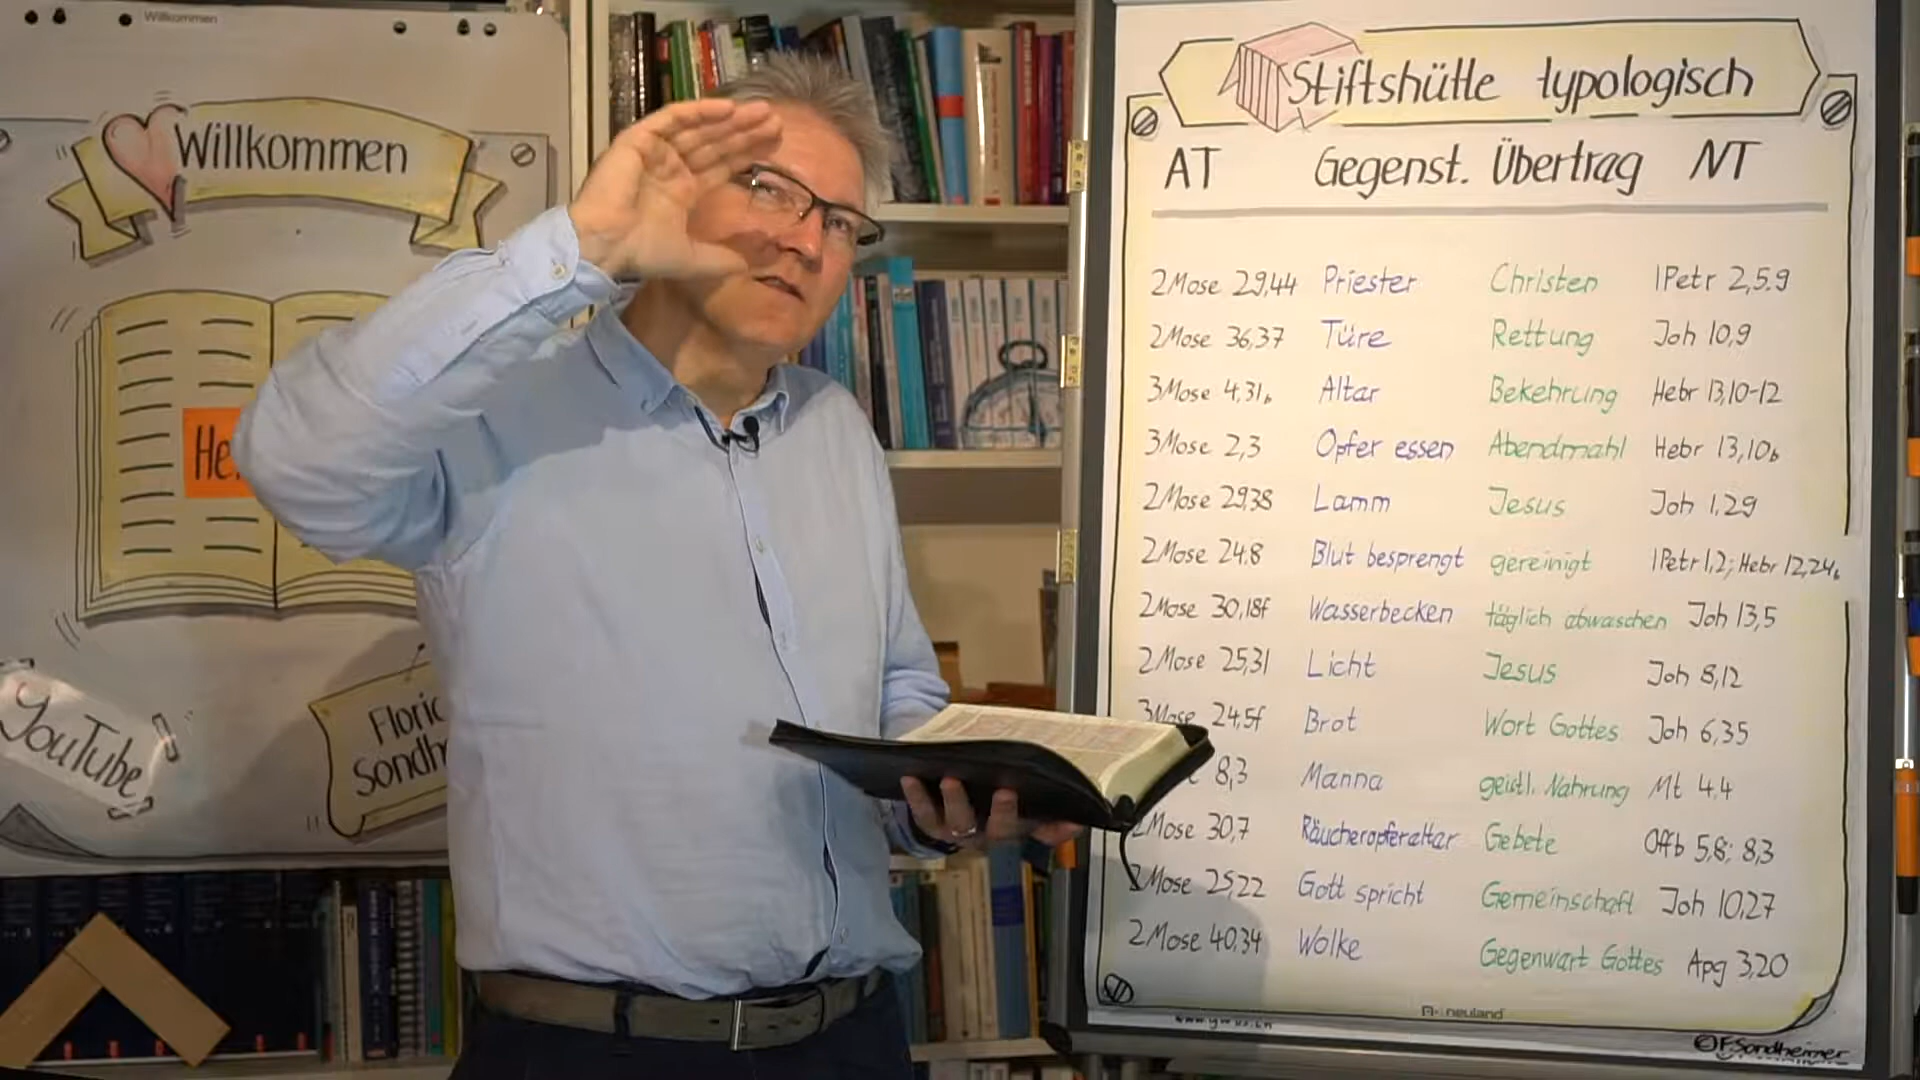 Willkommen
Willkommen
He
YouTube
Floric
Sondh
Stiftshütte typologisch
AT Gegenst. Übertrag NT
2Mose 29,44 Priester Christen 1Petr 2,5.9
2Mose 36,37 Türe Rettung Joh 10,9
3Mose 4,31b Altar Bekehrung Hebr 13,10-12
3Mose 2,3 Opfer essen Abendmahl Hebr 13,10b
2Mose 29,38 Lamm Jesus Joh 1,29
2Mose 24,8 Blut besprengt gereinigt 1Petr 1,2; Hebr 12,24b
2Mose 30,18f Wasserbecken täglich abwaschen Joh 13,5
2Mose 25,31 Licht Jesus Joh 8,12
3Mose 24,5f Brot Wort Gottes Joh 6,35
8,3 Manna geistl. Nahrung Mt 4,4
2Mose 30,7 Räucheropferaltar Gebete Offb 5,8; 8,3
2Mose 25,22 Gott spricht Gemeinschaft Joh 10,27
2Mose 40,34 Wolke Gegenwart Gottes Apg 3,20
neuland
©F.Sondheimer